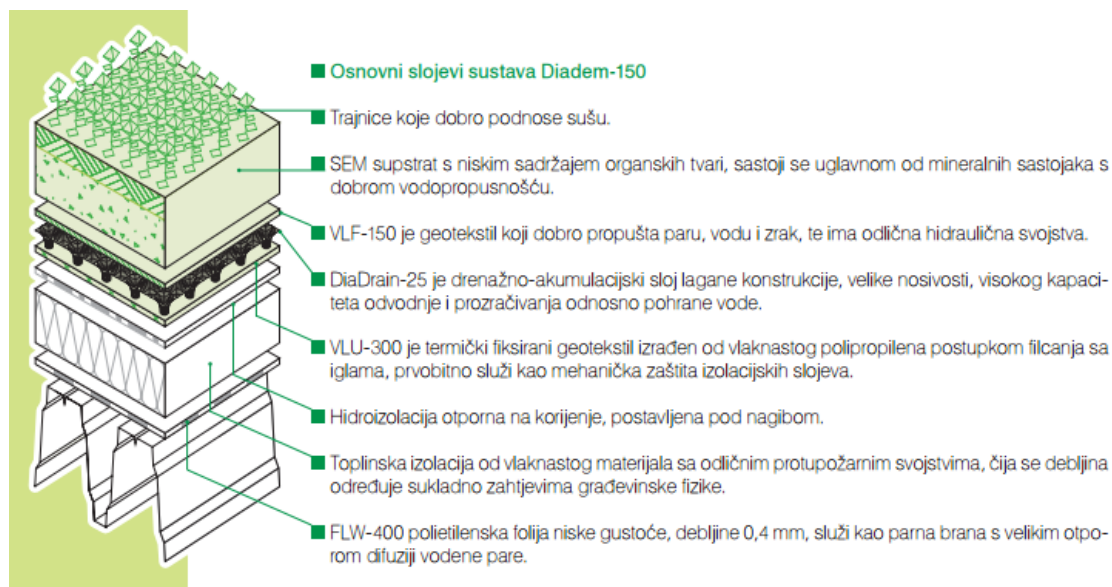 Osnovni slojevi sustava Diadem-150
Trajnice koje dobro podnose sušu.
SEM supstrat s niskim sadržajem organskih tvari, sastoji se uglavnom od mineralnih sastojaka s
dobrom vodopropusnošću.
VLF-150 je geotekstil koji dobro propušta paru, vodu i zrak, te ima odlična hidraulična svojstva.
DiaDrain-25 je drenažno-akumulacijski sloj lagane konstrukcije, velike nosivosti, visokog kapaci-
teta odvodnje i prozračivanja odnosno pohrane vode.
VLU-300 je termički fiksirani geotekstil izrađen od vlaknastog polipropilena postupkom filcanja sa
iglama, prvobitno služi kao mehanička zaštita izolacijskih slojeva.
Hidroizolacija otporna na korijenje, postavljena pod nagibom.
Toplinska izolacija od vlaknastog materijala sa odličnim protupožarnim svojstvima, čija se debljina
određuje sukladno zahtjevima građevinske fizike.
FLW-400 polietilenska folija niske gustoće, debljine 0,4 mm, služi kao parna brana s velikim otpo-
rom difuziji vodene pare.